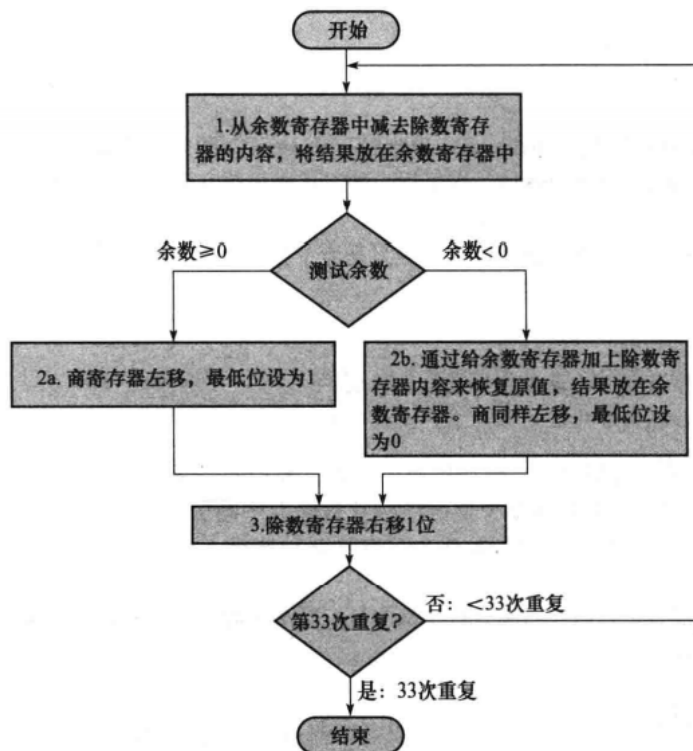 开始
1.从余数寄存器中减去除数寄存
器的内容，将结果放在余数寄存器中
余数≥0
余数<0
测试余数
2a. 商寄存器左移，最低位设为1
2b. 通过给余数寄存器加上除数寄
存器内容来恢复原值，结果放在余
数寄存器。商同样左移，最低位设
为0
3.除数寄存器右移1位
否：<33次重复
第33次重复?
是：33次重复
结束